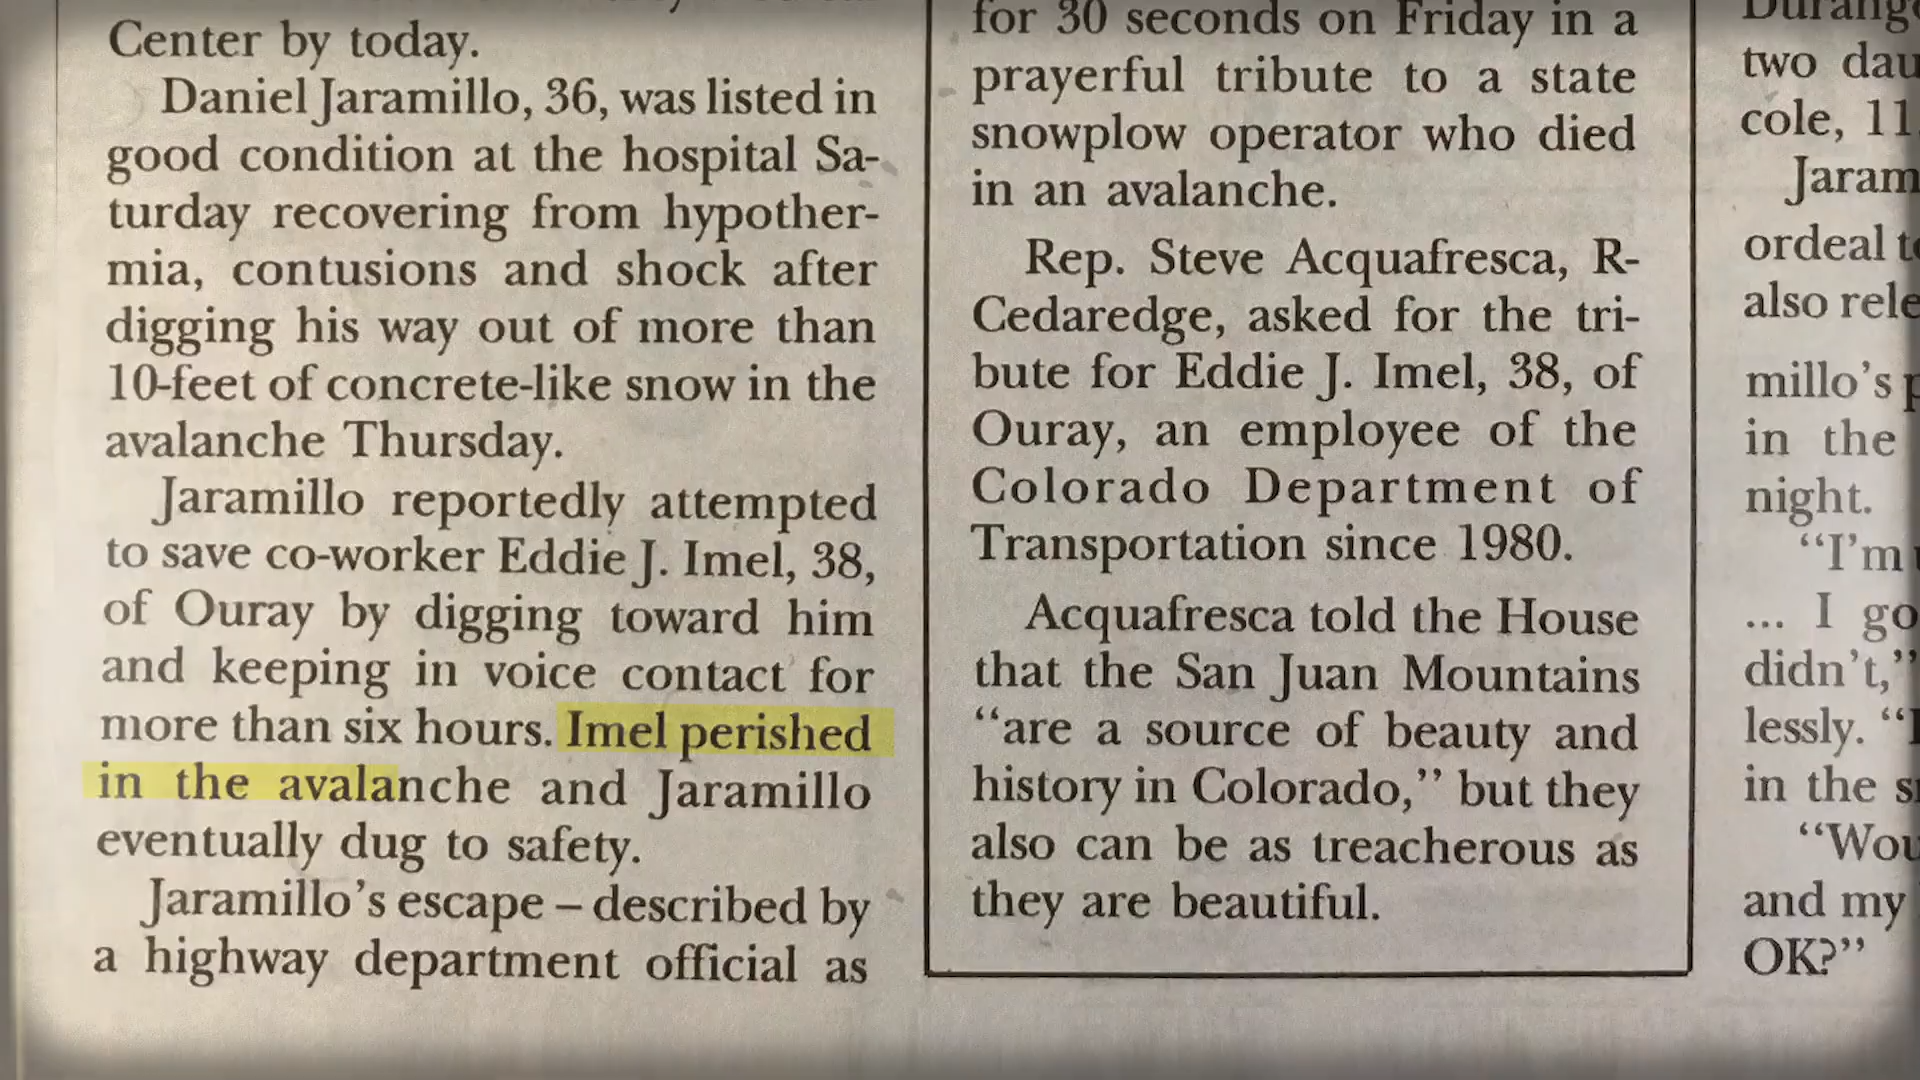 Center by today.
Daniel Jaramillo, 36, was listed in
good condition at the hospital Sa-
turday recovering from hypother-
mia, contusions and shock after
digging his way out of more than
10-feet of concrete-like snow in the
avalanche Thursday.
Jaramillo reportedly attempted
to save co-worker Eddie J. Imel, 38,
of Ouray by digging toward him
and keeping in voice contact for
more than six hours. Imel perished
in the avalanche and Jaramillo
eventually dug to safety.
Jaramillo's escape – described by
a highway department official as
for 30 seconds on Friday in a
prayerful tribute to a state
snowplow operator who died
in an avalanche.
Rep. Steve Acquafresca, R-
Cedaredge, asked for the tri-
bute for Eddie J. Imel, 38, of
Ouray, an employee of the
Colorado Department of
Transportation since 1980.
Acquafresca told the House
that the San Juan Mountains
“are a source of beauty and
history in Colorado,” but they
also can be as treacherous as
they are beautiful.
two
cole, 11
ordeal
also
millo's
in the
night.
“I'm
... I
didn't,”
lessly.
in the
and my
OK?”